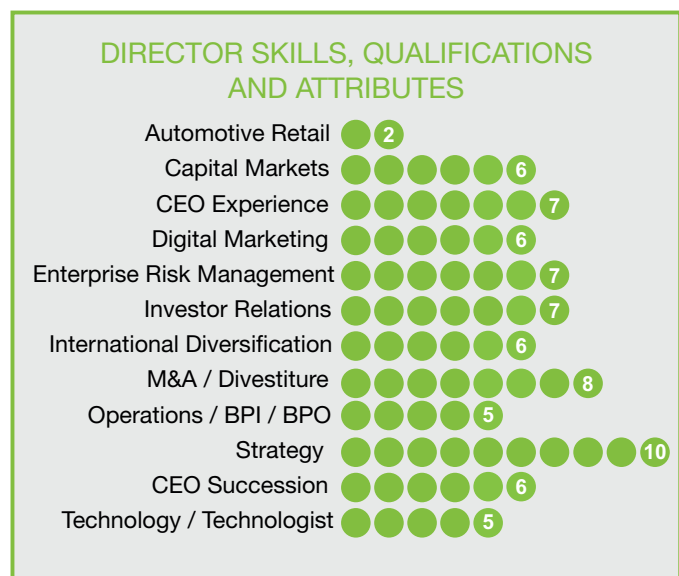 DIRECTOR SKILLS, QUALIFICATIONS
AND ATTRIBUTES
Automotive Retail 2
Capital Markets 6
CEO Experience 7
Digital Marketing 6
Enterprise Risk Management 7
Investor Relations 7
International Diversification 6
M&A / Divestiture 8
Operations / BPI / BPO 5
Strategy 10
CEO Succession 6
Technology / Technologist 5